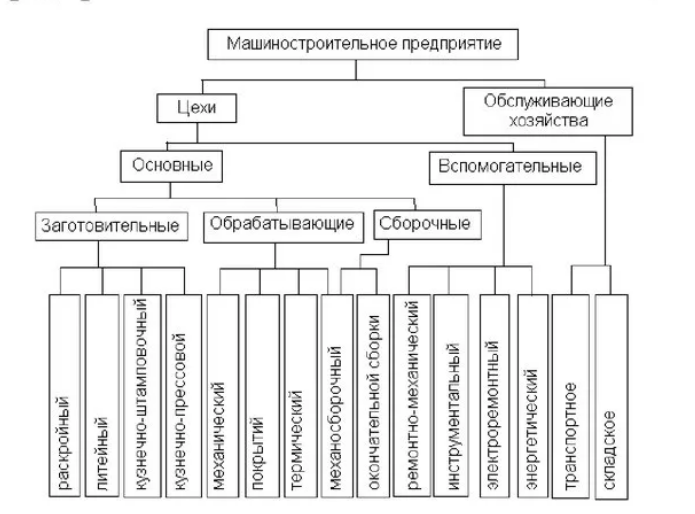 Машиностроительное предприятие
Цехи
Обслуживающие
хозяйства
Основные
Вспомогательные
Заготовительные
Обрабатывающие
Сборочные
раскройный
литейный
кузнечно-штамповочный
кузнечно-прессовой
механический
покрытий
термический
механосборочный
окончательной сборки
ремонтно-механический
инструментальный
электроремонтный
энергетический
транспортное
складское